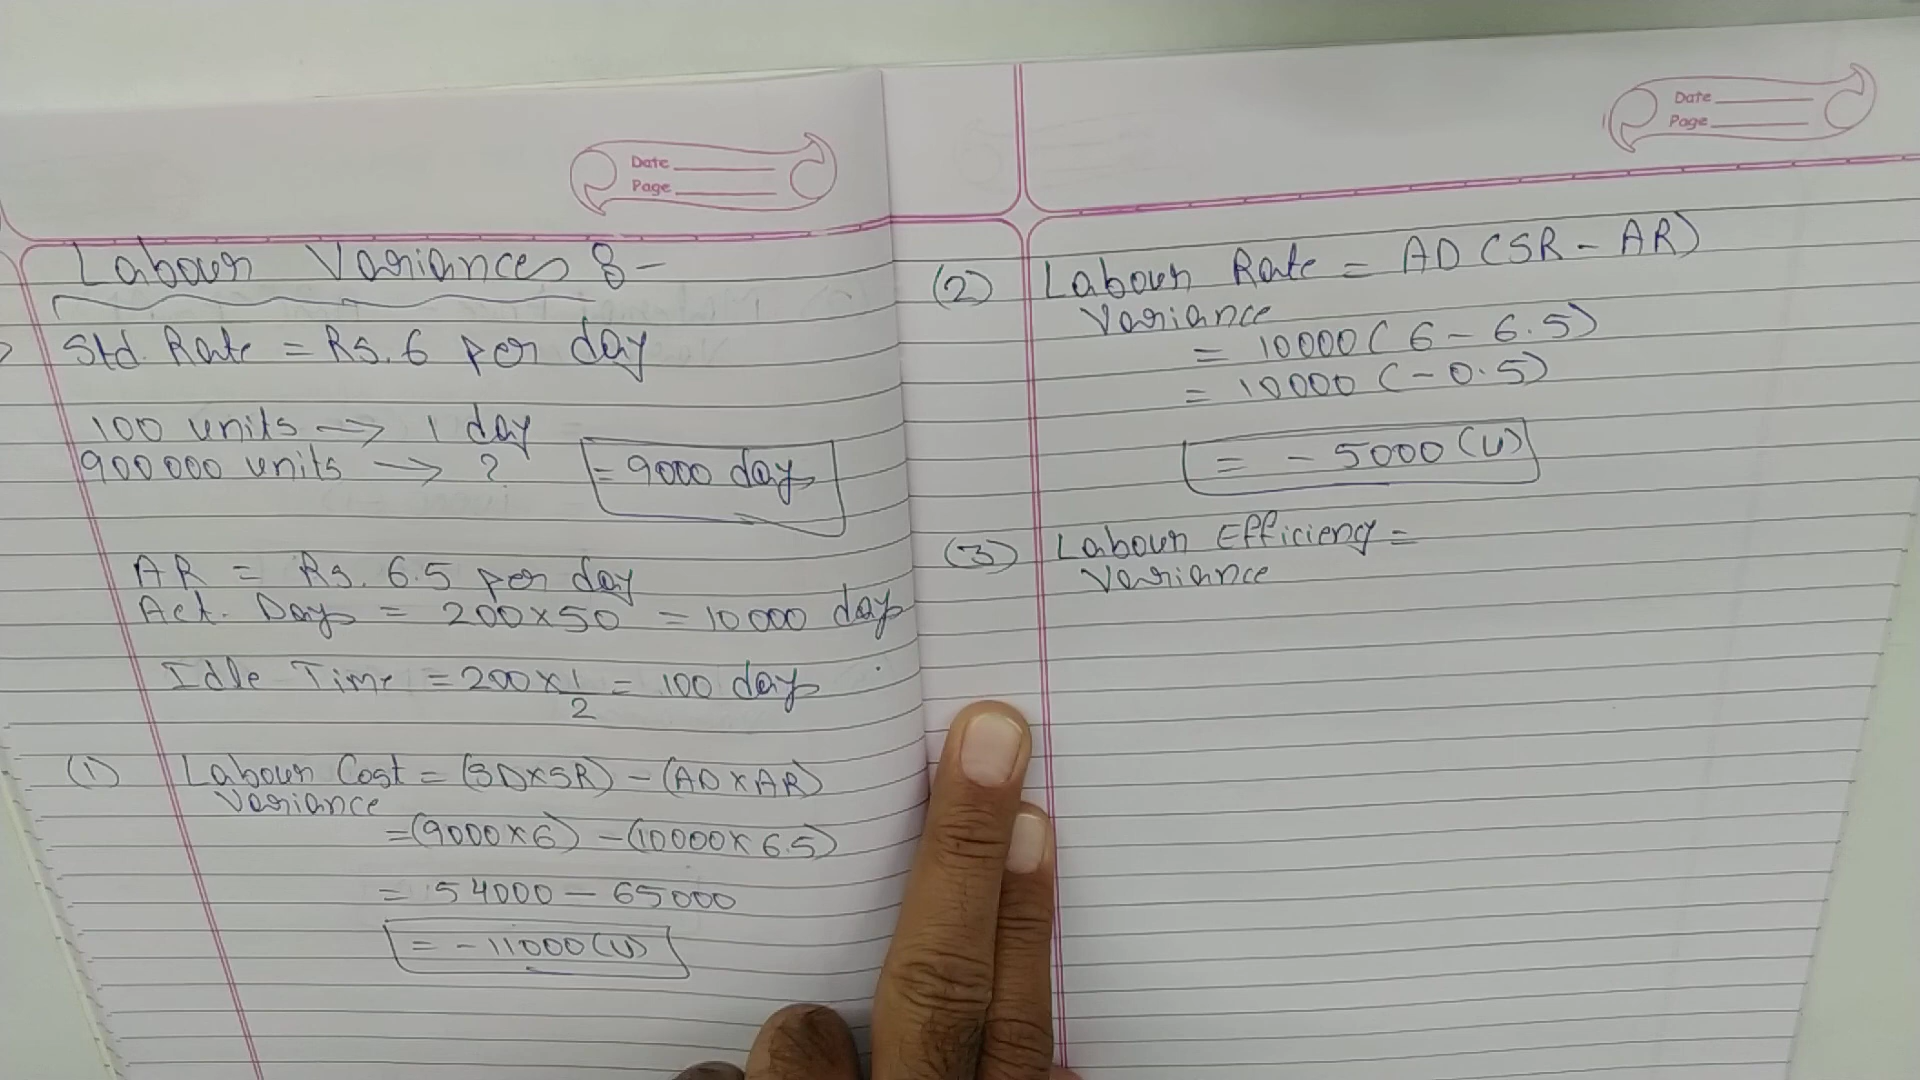 Date
Page
Labour Variances :-
Std. Rate = Rs. 6 per day
100 units → 1 day
900000 units → ?
= 9000 days
AR = Rs. 6.5 per day
Act. Days = 200×50 = 10000 days
Idle Time = 200×1/2 = 100 days
(1) Labour Cost = (SD×SR) - (AD×AR)
Variance
= (9000×6) - (10000×6.5)
= 54000 - 65000
= - 11000 (U)
Date
Page
(2) Labour Rate = AD (SR - AR)
Variance
= 10000 (6 - 6.5)
= 10000 (-0.5)
= - 5000 (U)
(3) Labour Efficiency =
Variance